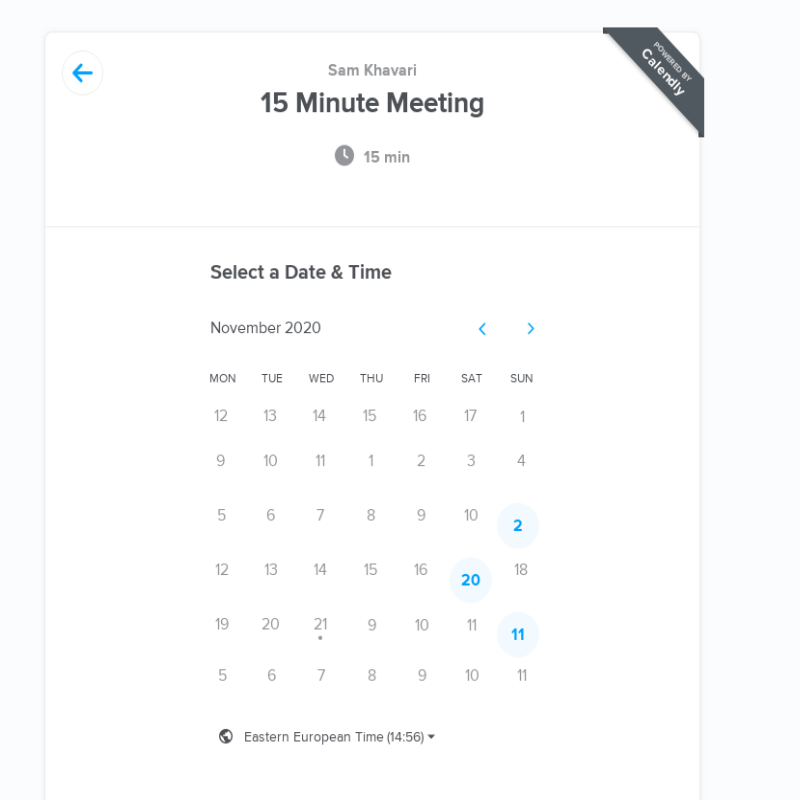 POWERED BY
Calendly
Sam Khavari
15 Minute Meeting
15 min
Select a Date & Time
November 2020
MON TUE WED THU FRI SAT SUN
12 13 14 15 16 17 1
9 10 11 1 2 3 4
5 6 7 8 9 10 2
12 13 14 15 16 20 18
19 20 21 9 10 11 11
5 6 7 8 9 10 11
Eastern European Time (14:56)